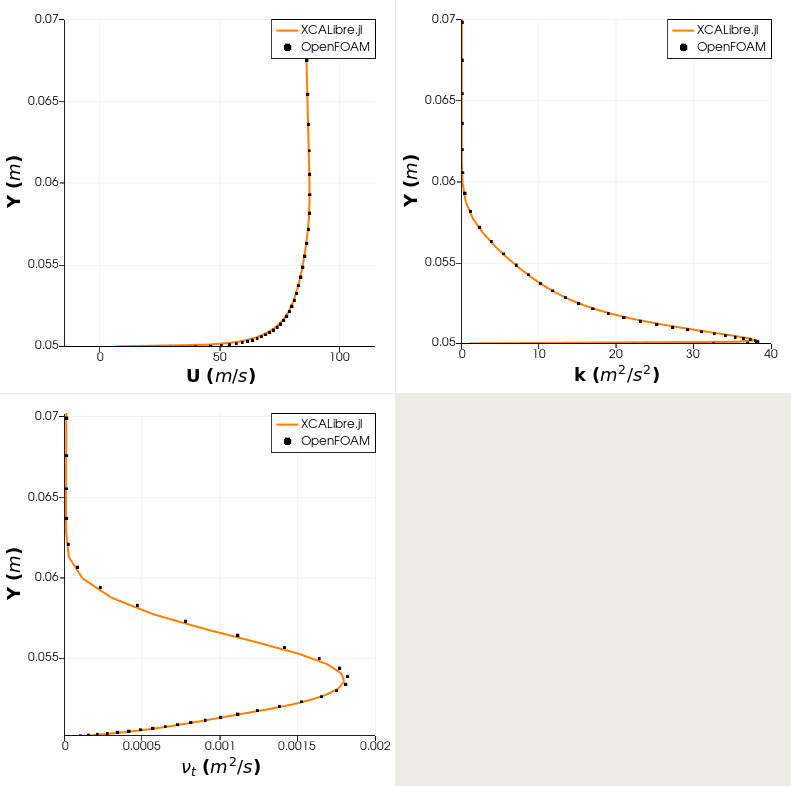 0.07
0.065
0.06
0.055
0.05
Y (m)
0
50
100
U (m/s)
XCALibre.jl
OpenFOAM
0.07
0.065
0.06
0.055
0.05
Y (m)
0
10
20
30
40
k (m²/s²)
XCALibre.jl
OpenFOAM
0.07
0.065
0.06
0.055
Y (m)
0
0.0005
0.001
0.0015
0.002
νt (m²/s)
XCALibre.jl
OpenFOAM